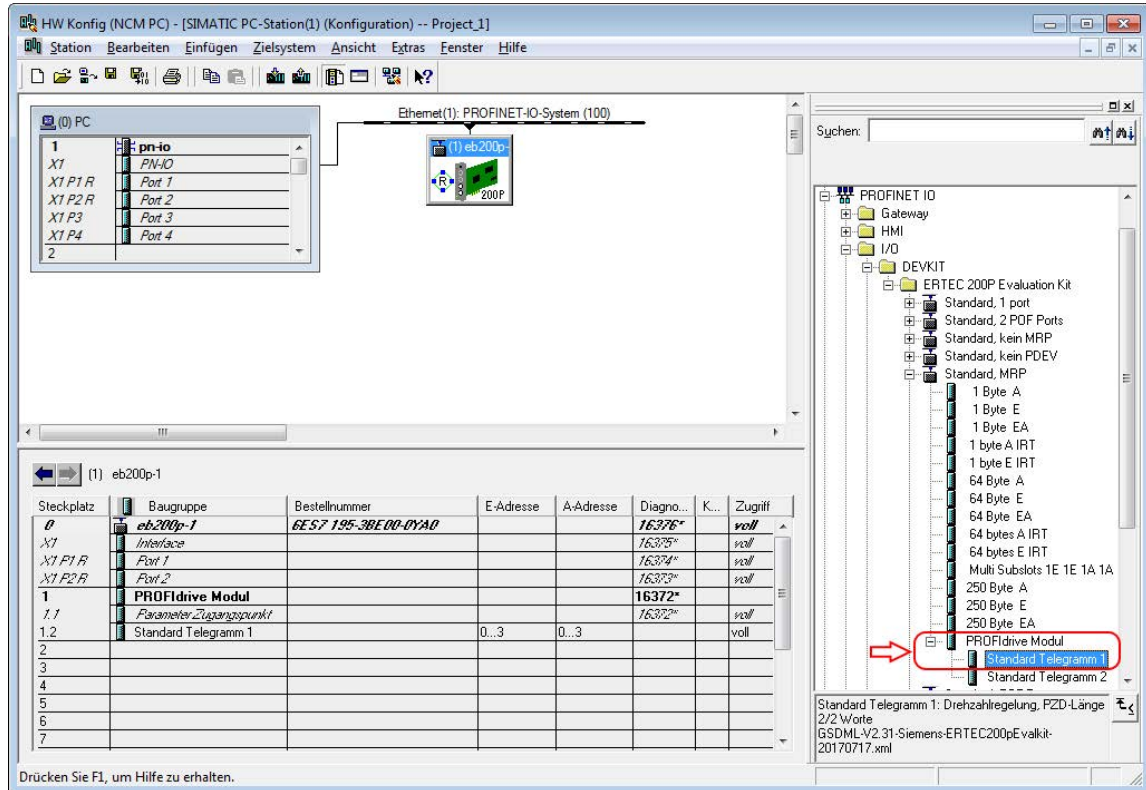 HW Konfig (NCM PC) - [SIMATIC PC-Station(1) (Konfiguration) -- Project_1]
Station Bearbeiten Einfügen Zielsystem Ansicht Extras Fenster Hilfe
(0) PC
1 pn-io
X1 PN-IO
X1 P1 R Port 1
X1 P2 R Port 2
X1 P3 Port 3
X1 P4 Port 4
2
Ethernet(1): PROFINET-IO-System (100)
(1) eb200p-
R
200P
(1) eb200p-1
Steckplatz Baugruppe Bestellnummer E-Adresse A-Adresse Diagno... K... Zugriff
0 eb200p-1 6ES7 195-3BE00-0YA0 16376* voll
X1 Interface 16375* voll
X1 P1 R Port 1 16374* voll
X1 P2 R Port 2 16373* voll
1 PROFIdrive Modul 16372*
1.1 Parameter Zugangspunkt 16372* voll
1.2 Standard Telegramm 1 0...3 0...3 voll
2
3
4
5
6
7
Suchen:
PROFINET IO
Gateway
HMI
I/O
DEVKIT
ERTEC 200P Evaluation Kit
Standard, 1 port
Standard, 2 POF Ports
Standard, kein MRP
Standard, kein PDEV
Standard, MRP
1 Byte A
1 Byte E
1 Byte EA
1 byte A IRT
1 byte E IRT
64 Byte A
64 Byte E
64 Byte EA
64 bytes A IRT
64 bytes E IRT
Multi Subslots 1E 1E 1A 1A
250 Byte A
250 Byte E
250 Byte EA
PROFIdrive Modul
Standard Telegramm 1
Standard Telegramm 2
Standard Telegramm 1: Drehzahlregelung, PZD-Länge
2/2 Worte
GSDML-V2.31-Siemens-ERTEC200pEvalkit-
20170717.xml
Drücken Sie F1, um Hilfe zu erhalten.